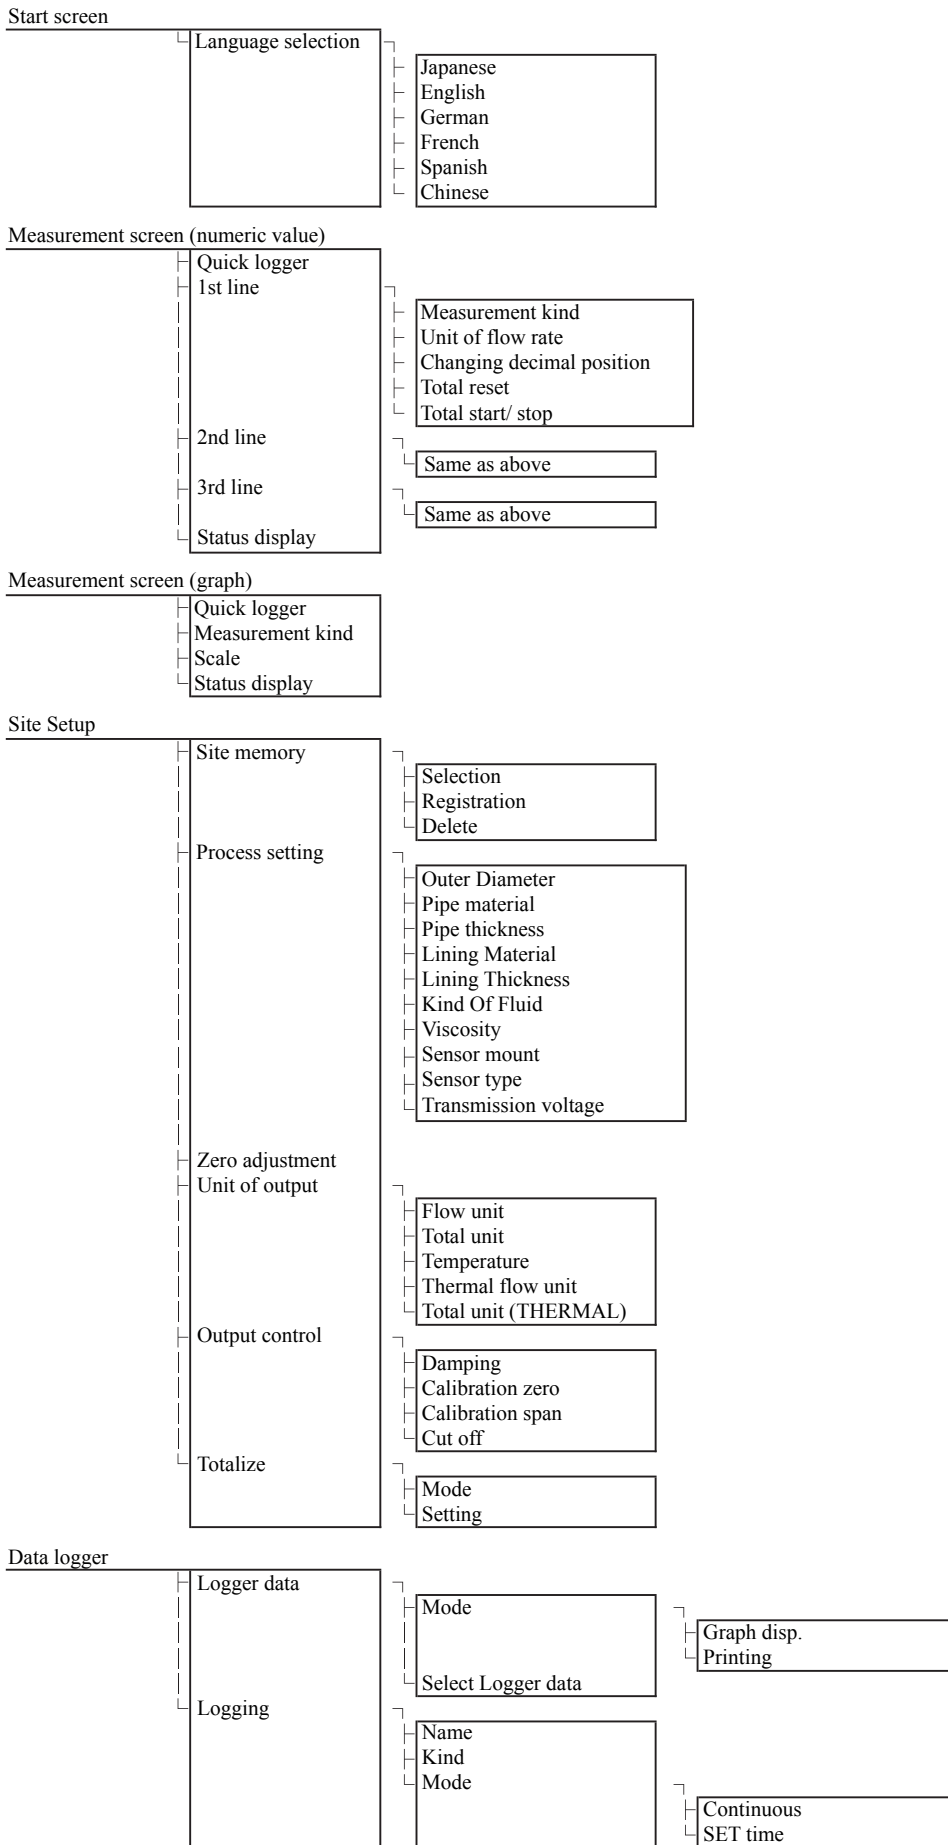 Start screen
Language selection
Japanese
English
German
French
Spanish
Chinese
Measurement screen (numeric value)
Quick logger
1st line
Measurement kind
Unit of flow rate
Changing decimal position
Total reset
Total start/ stop
2nd line
Same as above
3rd line
Same as above
Status display
Measurement screen (graph)
Quick logger
Measurement kind
Scale
Status display
Site Setup
Site memory
Selection
Registration
Delete
Process setting
Outer Diameter
Pipe material
Pipe thickness
Lining Material
Lining Thickness
Kind Of Fluid
Viscosity
Sensor mount
Sensor type
Transmission voltage
Zero adjustment
Unit of output
Flow unit
Total unit
Temperature
Thermal flow unit
Total unit (THERMAL)
Output control
Damping
Calibration zero
Calibration span
Cut off
Totalize
Mode
Setting
Data logger
Logger data
Mode
Graph disp.
Printing
Select Logger data
Logging
Name
Kind
Mode
Continuous
SET time